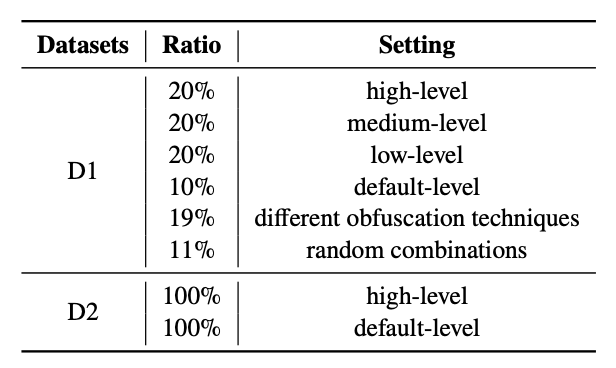 Datasets Ratio Setting
20% high-level
20% medium-level
20% low-level
D1
10% default-level
19% different obfuscation techniques
11% random combinations
100% high-level
D2
100% default-level